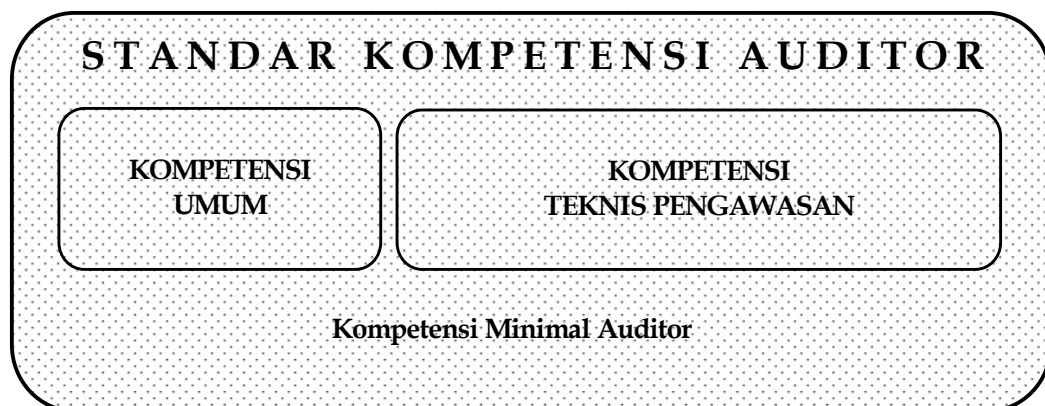 STANDAR KOMPETENSI AUDITOR
KOMPETENSI
UMUM
KOMPETENSI
TEKNIS PENGAWASAN
Kompetensi Minimal Auditor